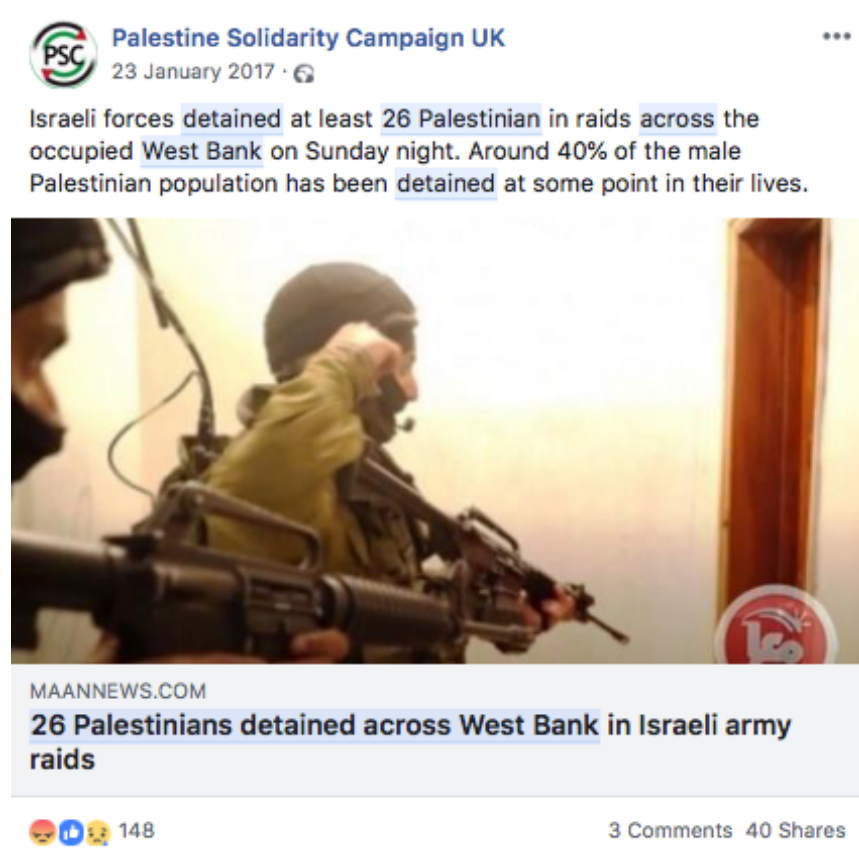 PSC
Palestine Solidarity Campaign UK
23 January 2017 ·
Israeli forces detained at least 26 Palestinian in raids across the
occupied West Bank on Sunday night. Around 40% of the male
Palestinian population has been detained at some point in their lives.
MAANNEWS.COM
26 Palestinians detained across West Bank in Israeli army
raids
148
3 Comments 40 Shares